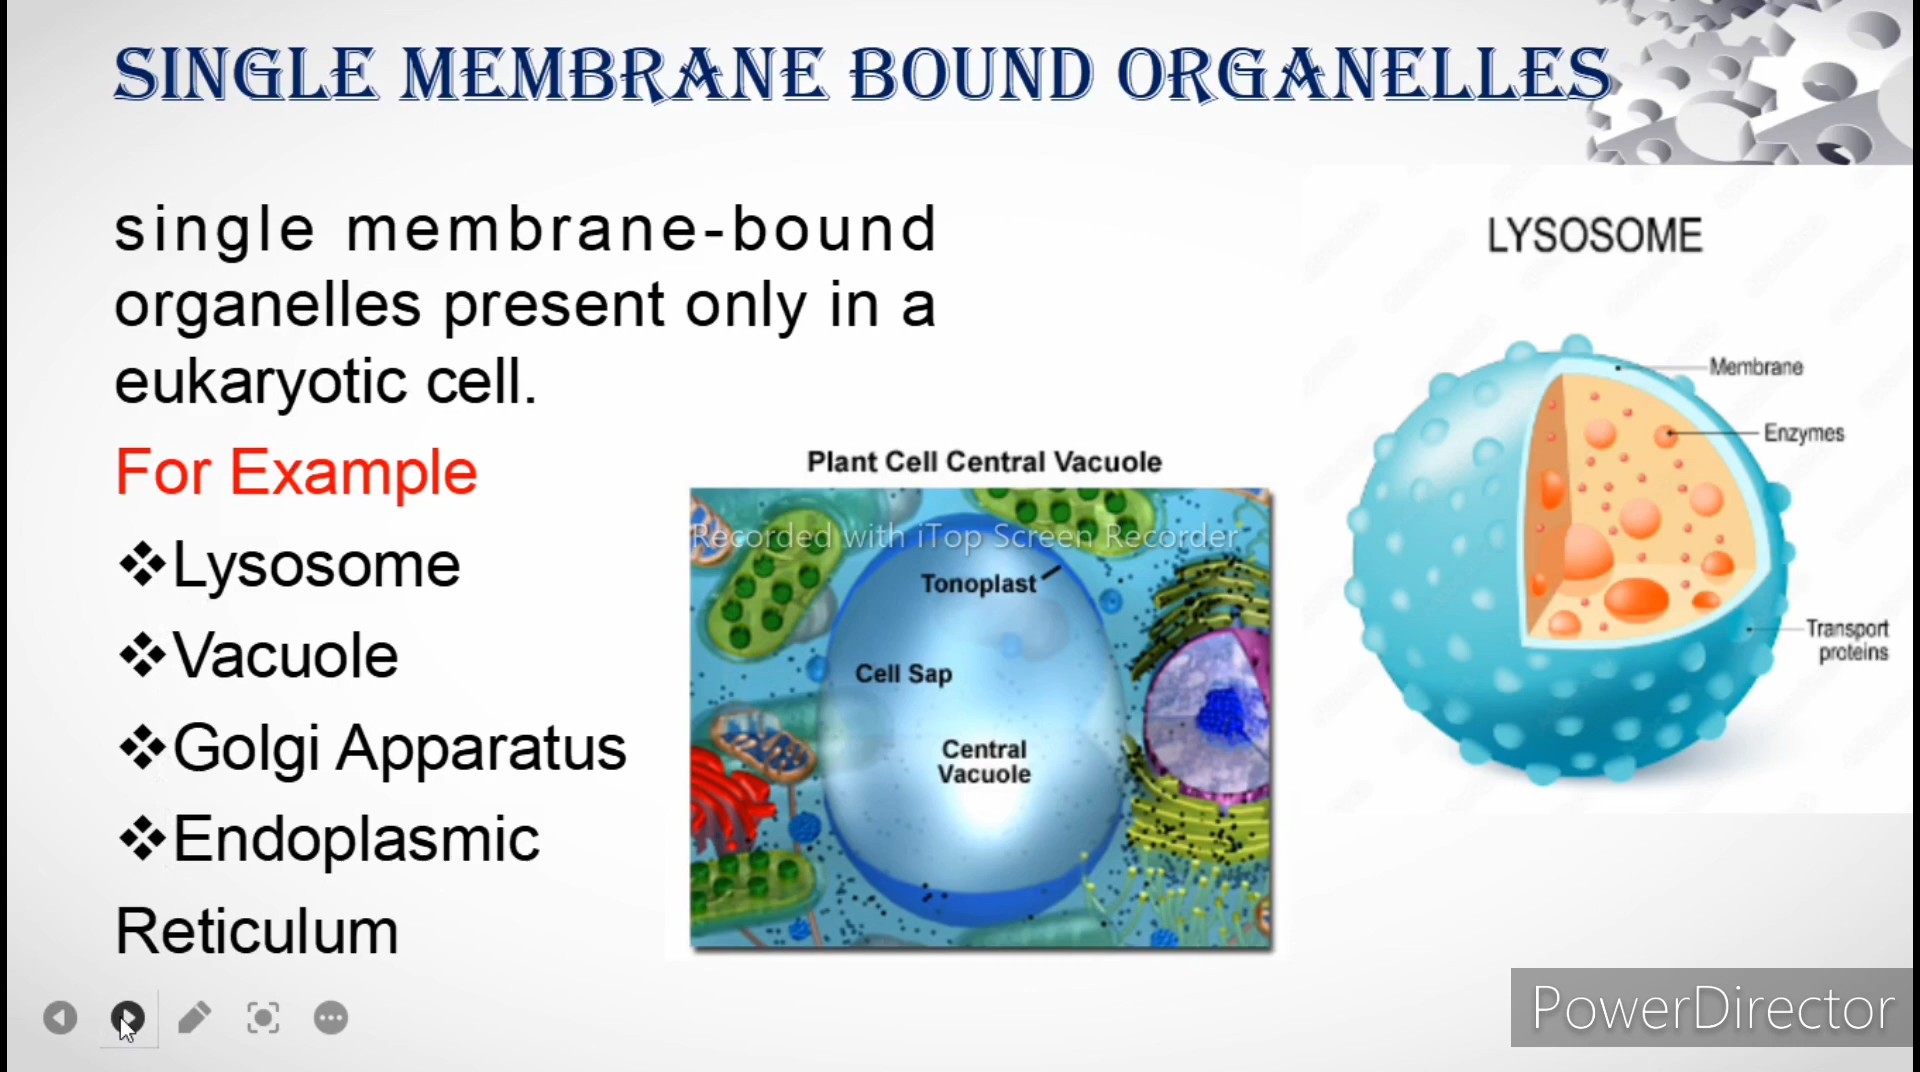 SINGLE MEMBRANE BOUND ORGANELLES
single membrane-bound
organelles present only in a
eukaryotic cell.
For Example
❖Lysosome
❖Vacuole
❖Golgi Apparatus
❖Endoplasmic
Reticulum
Plant Cell Central Vacuole
Recorded with iTop Screen Recorder
Tonoplast
Cell Sap
Central
Vacuole
LYSOSOME
Membrane
Enzymes
Transport
proteins
PowerDirector